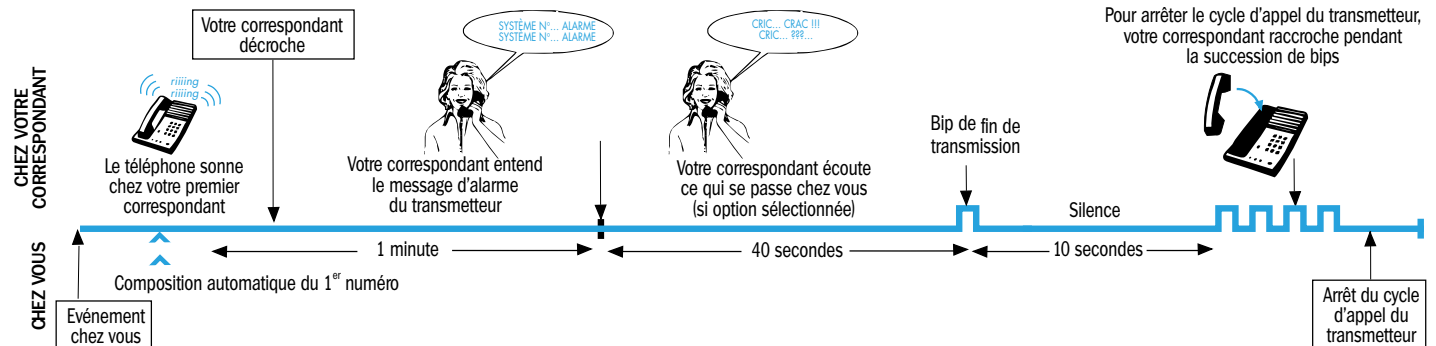 CHEZ VOTRE
CORRESPONDANT
riiiing
riiiing
Le téléphone sonne
chez votre premier
correspondant
Votre correspondant
décroche
SYSTÈME N°... ALARME
SYSTÈME N°... ALARME
Votre correspondant entend
le message d'alarme
du transmetteur
CRIC... CRAC !!!
CRIC... ???...
Votre correspondant écoute
ce qui se passe chez vous
(si option sélectionnée)
Bip de fin de
transmission
Silence
Pour arrêter le cycle d'appel du transmetteur,
votre correspondant raccroche pendant
la succession de bips
CHEZ VOUS
1 minute
40 secondes
10 secondes
Composition automatique du 1er numéro
Evénement
chez vous
Arrêt du cycle
d'appel du
transmetteur